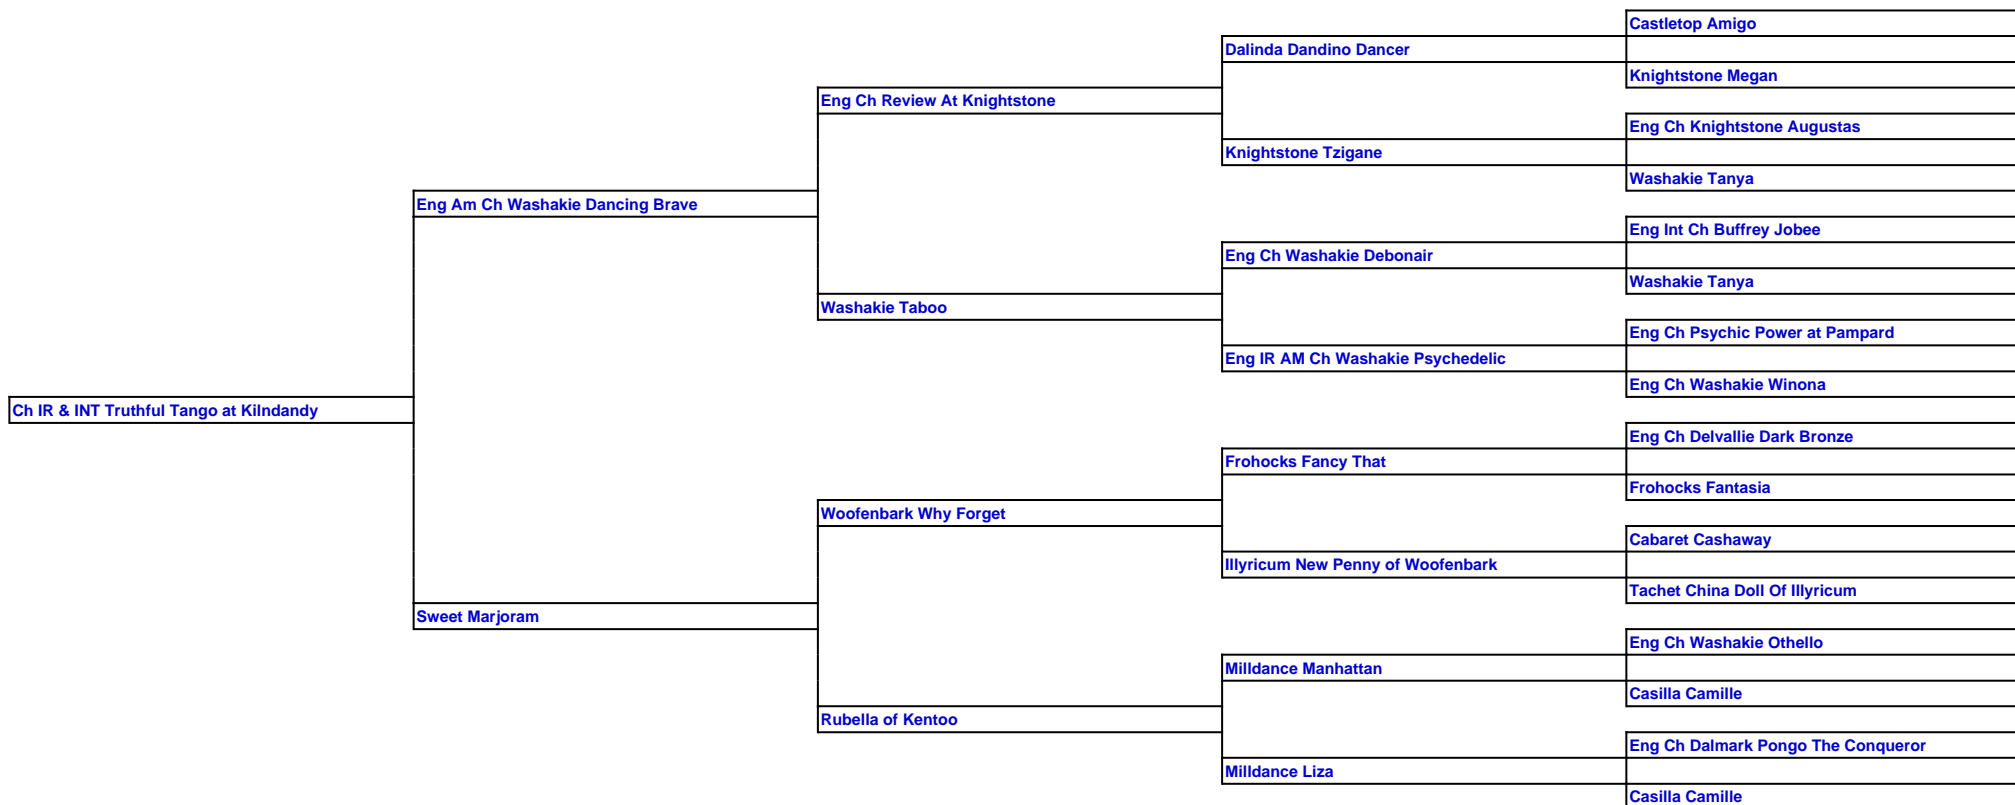 Castletop Amigo
Dalinda Dandino Dancer
Knightstone Megan
Eng Ch Review At Knightstone
Eng Ch Knightstone Augustas
Knightstone Tzigane
Washakie Tanya
Eng Am Ch Washakie Dancing Brave
Eng Int Ch Buffrey Jobee
Eng Ch Washakie Debonair
Washakie Tanya
Washakie Taboo
Eng Ch Psychic Power at Pampard
Eng IR AM Ch Washakie Psychedelic
Eng Ch Washakie Winona
Ch IR & INT Truthful Tango at Kilndandy
Eng Ch Delvallie Dark Bronze
Frohocks Fancy That
Frohocks Fantasia
Woofenbark Why Forget
Cabaret Cashaway
Illyricum New Penny of Woofenbark
Tachet China Doll Of Illyricum
Sweet Marjoram
Eng Ch Washakie Othello
Milldance Manhattan
Casilla Camille
Rubella of Kentoo
Eng Ch Dalmark Pongo The Conqueror
Milldance Liza
Casilla Camille